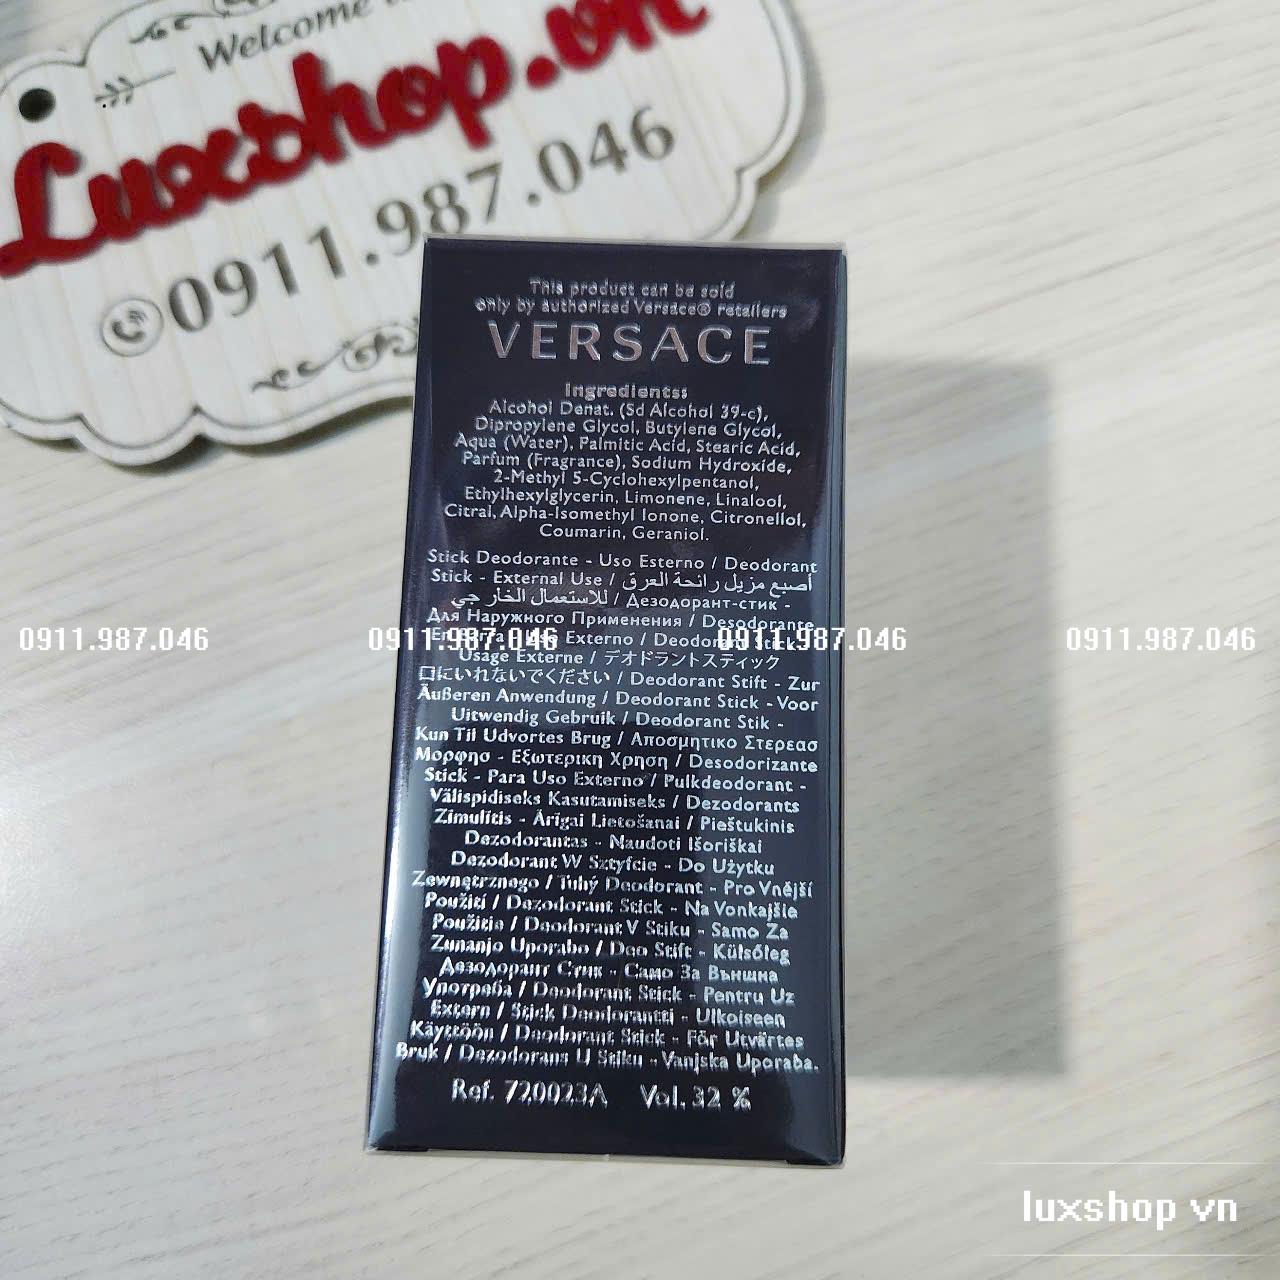 Welcome
Luxshop.vn
0911.987.046
This product can be sold
only by authorized Versace® retailers
VERSACE
Ingredients:
Alcohol Denat. (Sd Alcohol 39-c),
Dipropylene Glycol, Butylene Glycol,
Aqua (Water), Palmitic Acid, Stearic Acid,
Parfum (Fragrance), Sodium Hydroxide,
2-Methyl 5-Cyclohexylpentanol,
Ethylhexylglycerin, Limonene, Linalool,
Citral, Alpha-Isomethyl Ionone, Citronellol,
Coumarin, Geraniol.
Stick Deodorante - Uso Esterno / Deodorant
Stick - External Use / أصبع مزيل رائحة العرق
للاستعمال الخارجي / Дезодорант-стик -
Для Наружного Применения / Desodorante
En Barra Uso Externo / Deodorant Stick
0911.987.046 0911.987.046 0911.987.046 0911.987.046
Usage Externe / デオドラントスティック
口にいれないでください / Deodorant Stift - Zur
Äußeren Anwendung / Deodorant Stick - Voor
Uitwendig Gebruik / Deodorant Stik -
Kun Til Udvortes Brug / Αποσμητικο Στερεασ
Μορφησ - Εξωτερικη Χρηση / Desodorizante
Stick - Para Uso Externo / Pulkdeodorant -
Välispidiseks Kasutamiseks / Dezodorants
Zīmulītis - Ārīgai Lietošanai / Pieštukinis
Dezodorantas - Naudoti Išoriškai
Dezodorant W Sztyfcie - Do Użytku
Zewnętrznego / Tuhý Deodorant - Pro Vnější
Použití / Dezodorant Stick - Na Vonkajšie
Použitie / Deodorant V Stiku - Samo Za
Zunanjo Uporabo / Deo Stift - Külsőleg
Дезодорант Стик - Само За Външна
Употреба / Deodorant Stick - Pentru Uz
Extern / Stick Deodorantti - Ulkoiseen
Käyttöön / Deodorant Stick - För Utvärtes
Bruk / Dezodorans U Stiku - Vanjska Uporaba.
Ref. 720023A Vol. 32 %
luxshop vn